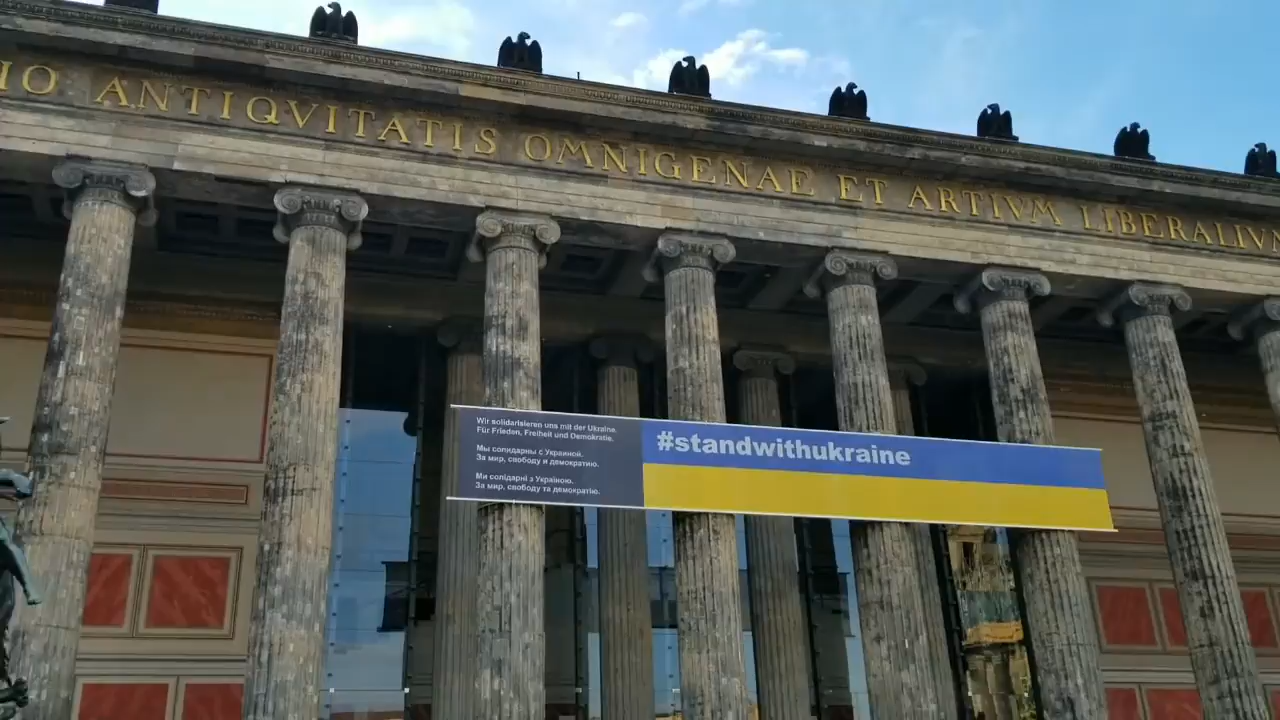 IO ANTIQVITATIS OMNIGENAE ET ARTIVM LIBERALIVM
Wir solidarisieren uns mit der Ukraine.
Für Frieden, Freiheit und Demokratie.
Мы солидарны с Украиной.
За мир, свободу и демократию.
Ми солідарні з Україною.
За мир, свободу та демократію.
#standwithukraine